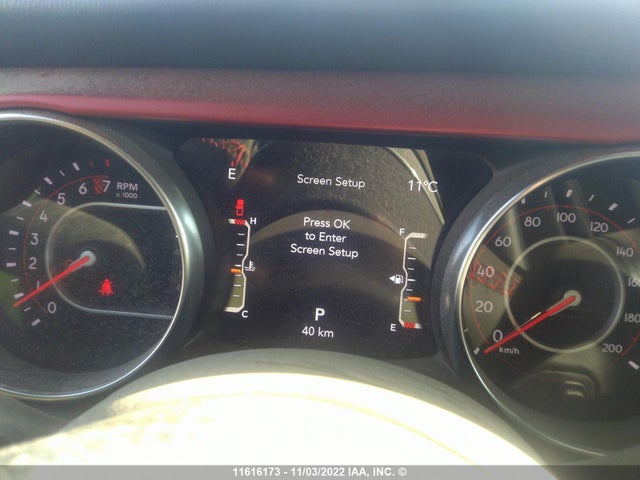 E
Screen Setup
11°C
Press OK
to Enter
Screen Setup
H
C
F
E
P
40 km
0
1
2
3
4
5
6
7
RPM
x 1000
0
20
40
60
80
100
120
140
160
180
200
km/h
11616173 - 11/03/2022 IAA, INC. ©